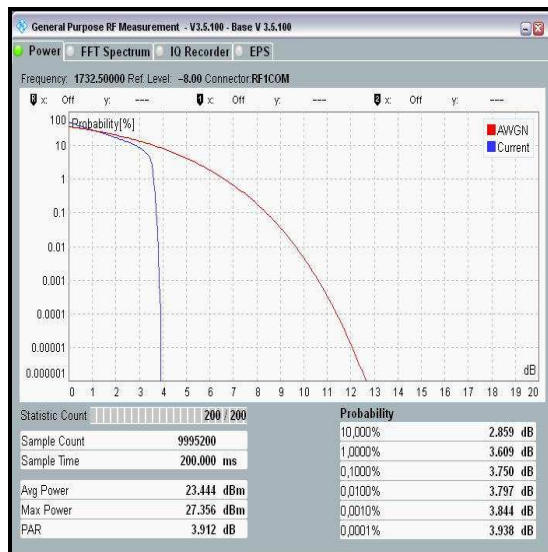 General Purpose RF Measurement - V3.5.100 - Base V 3.5.100
Power FFT Spectrum IQ Recorder EPS
Frequency: 1732.50000 Ref. Level: -8.00 Connector:RF1COM
x: Off y: --- 1 x: Off y: --- 2 x: Off y: ---
Probability[%]
AWGN
Current
100
10
1
0.1
0.01
0.001
0.0001
0.00001
0.000001
dB
0 1 2 3 4 5 6 7 8 9 10 11 12 13 14 15 16 17 18 19 20
Statistic Count 200 / 200
Sample Count 9995200
Sample Time 200.000 ms
Avg Power 23.444 dBm
Max Power 27.356 dBm
PAR 3.912 dB
Probability
10,000% 2.859 dB
1,0000% 3.609 dB
0,1000% 3.750 dB
0,0100% 3.797 dB
0,0010% 3.844 dB
0,0001% 3.938 dB